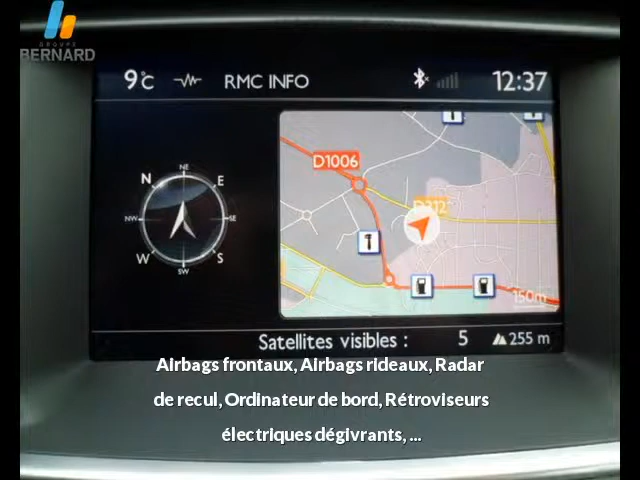 GROUPE
BERNARD
9°C RMC INFO 12:37
D1006
NE
N E
NW SE
W S
SW
150m
Satellites visibles : 5 255 m
Airbags frontaux, Airbags rideaux, Radar
de recul, Ordinateur de bord, Rétroviseurs
électriques dégivrants, ...